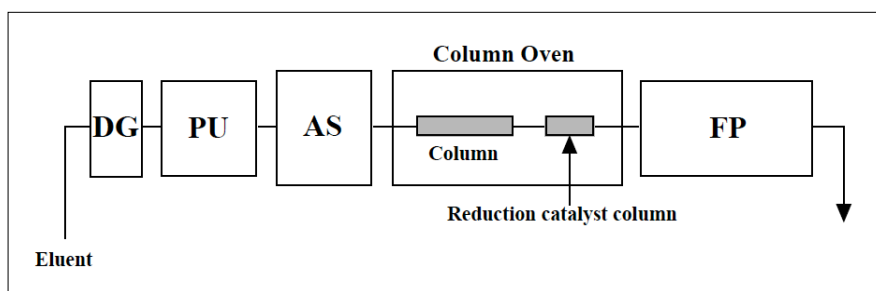 Column Oven
DG
PU
AS
FP
Column
Reduction catalyst column
Eluent